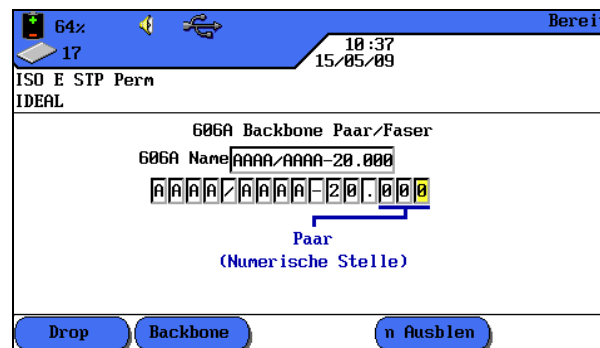 64%
Bereit
17
10:37
15/05/09
ISO E STP Perm
IDEAL
606A Backbone Paar/Faser
606A Name AAAA/AAAA-20.000
AAAA/AAAA-20.000
Paar
(Numerische Stelle)
Drop Backbone n Ausblen